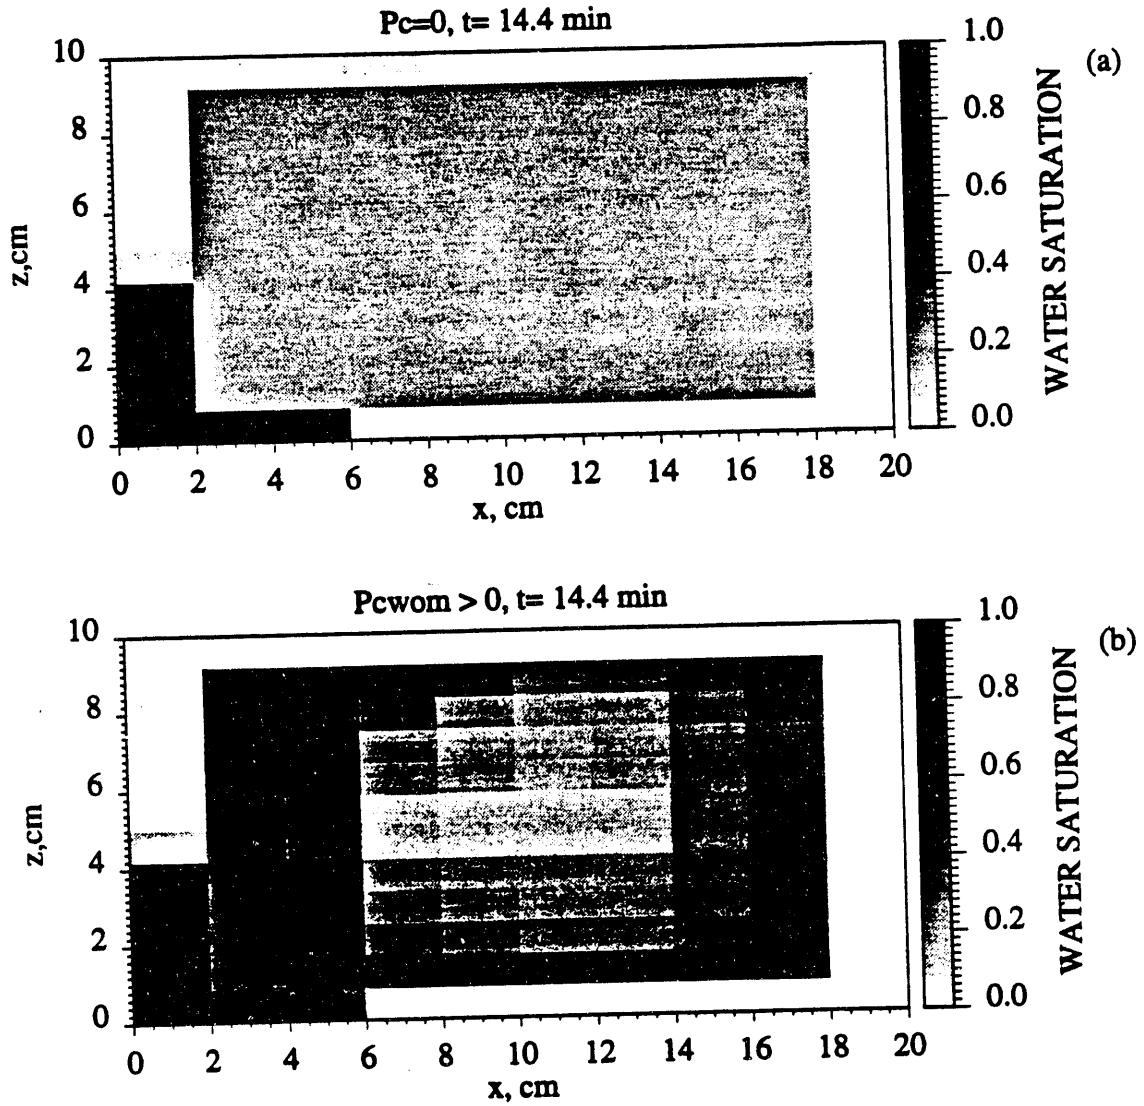 Pc=0, t= 14.4 min
(a)
10
8
6
4
2
0
z,cm
0 2 4 6 8 10 12 14 16 18 20
x, cm
1.0
0.8
0.6
0.4
0.2
0.0
WATER SATURATION
Pcwom > 0, t= 14.4 min
(b)
10
8
6
4
2
0
z,cm
0 2 4 6 8 10 12 14 16 18 20
x, cm
1.0
0.8
0.6
0.4
0.2
0.0
WATER SATURATION